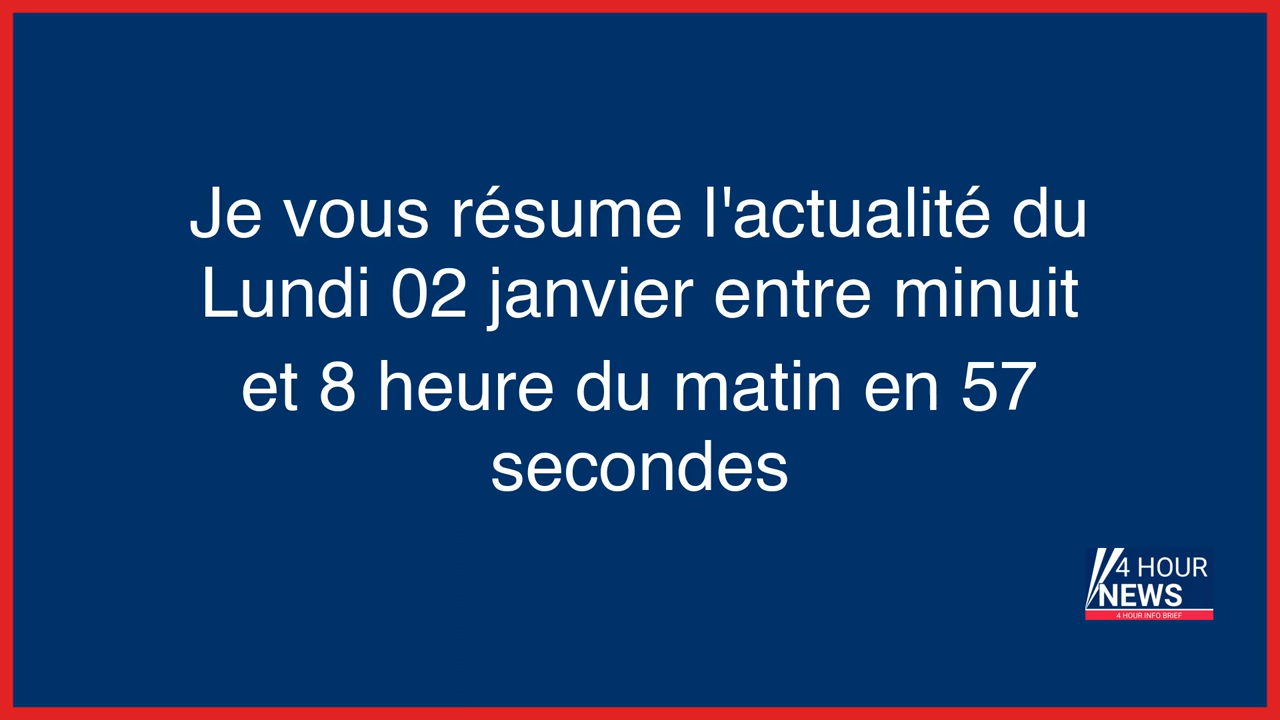 Je vous résume l'actualité du
Lundi 02 janvier entre minuit
et 8 heure du matin en 57
secondes
4 HOUR
NEWS
4 HOUR INFO BRIEF